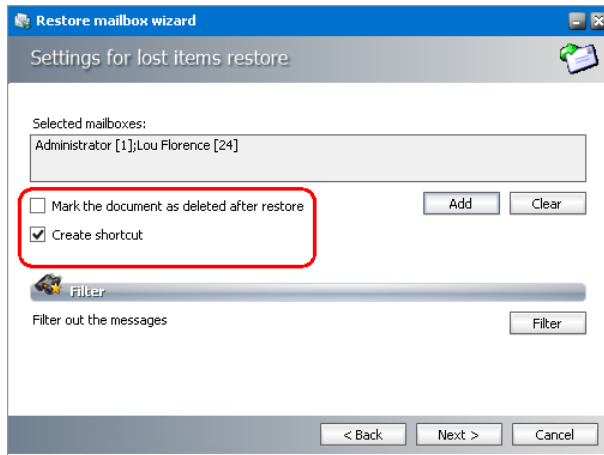 Restore mailbox wizard
Settings for lost items restore
Selected mailboxes:
Administrator [1];Lou Florence [24]
Mark the document as deleted after restore
Add
Clear
Create shortcut
Filter
Filter out the messages
Filter
< Back
Next >
Cancel